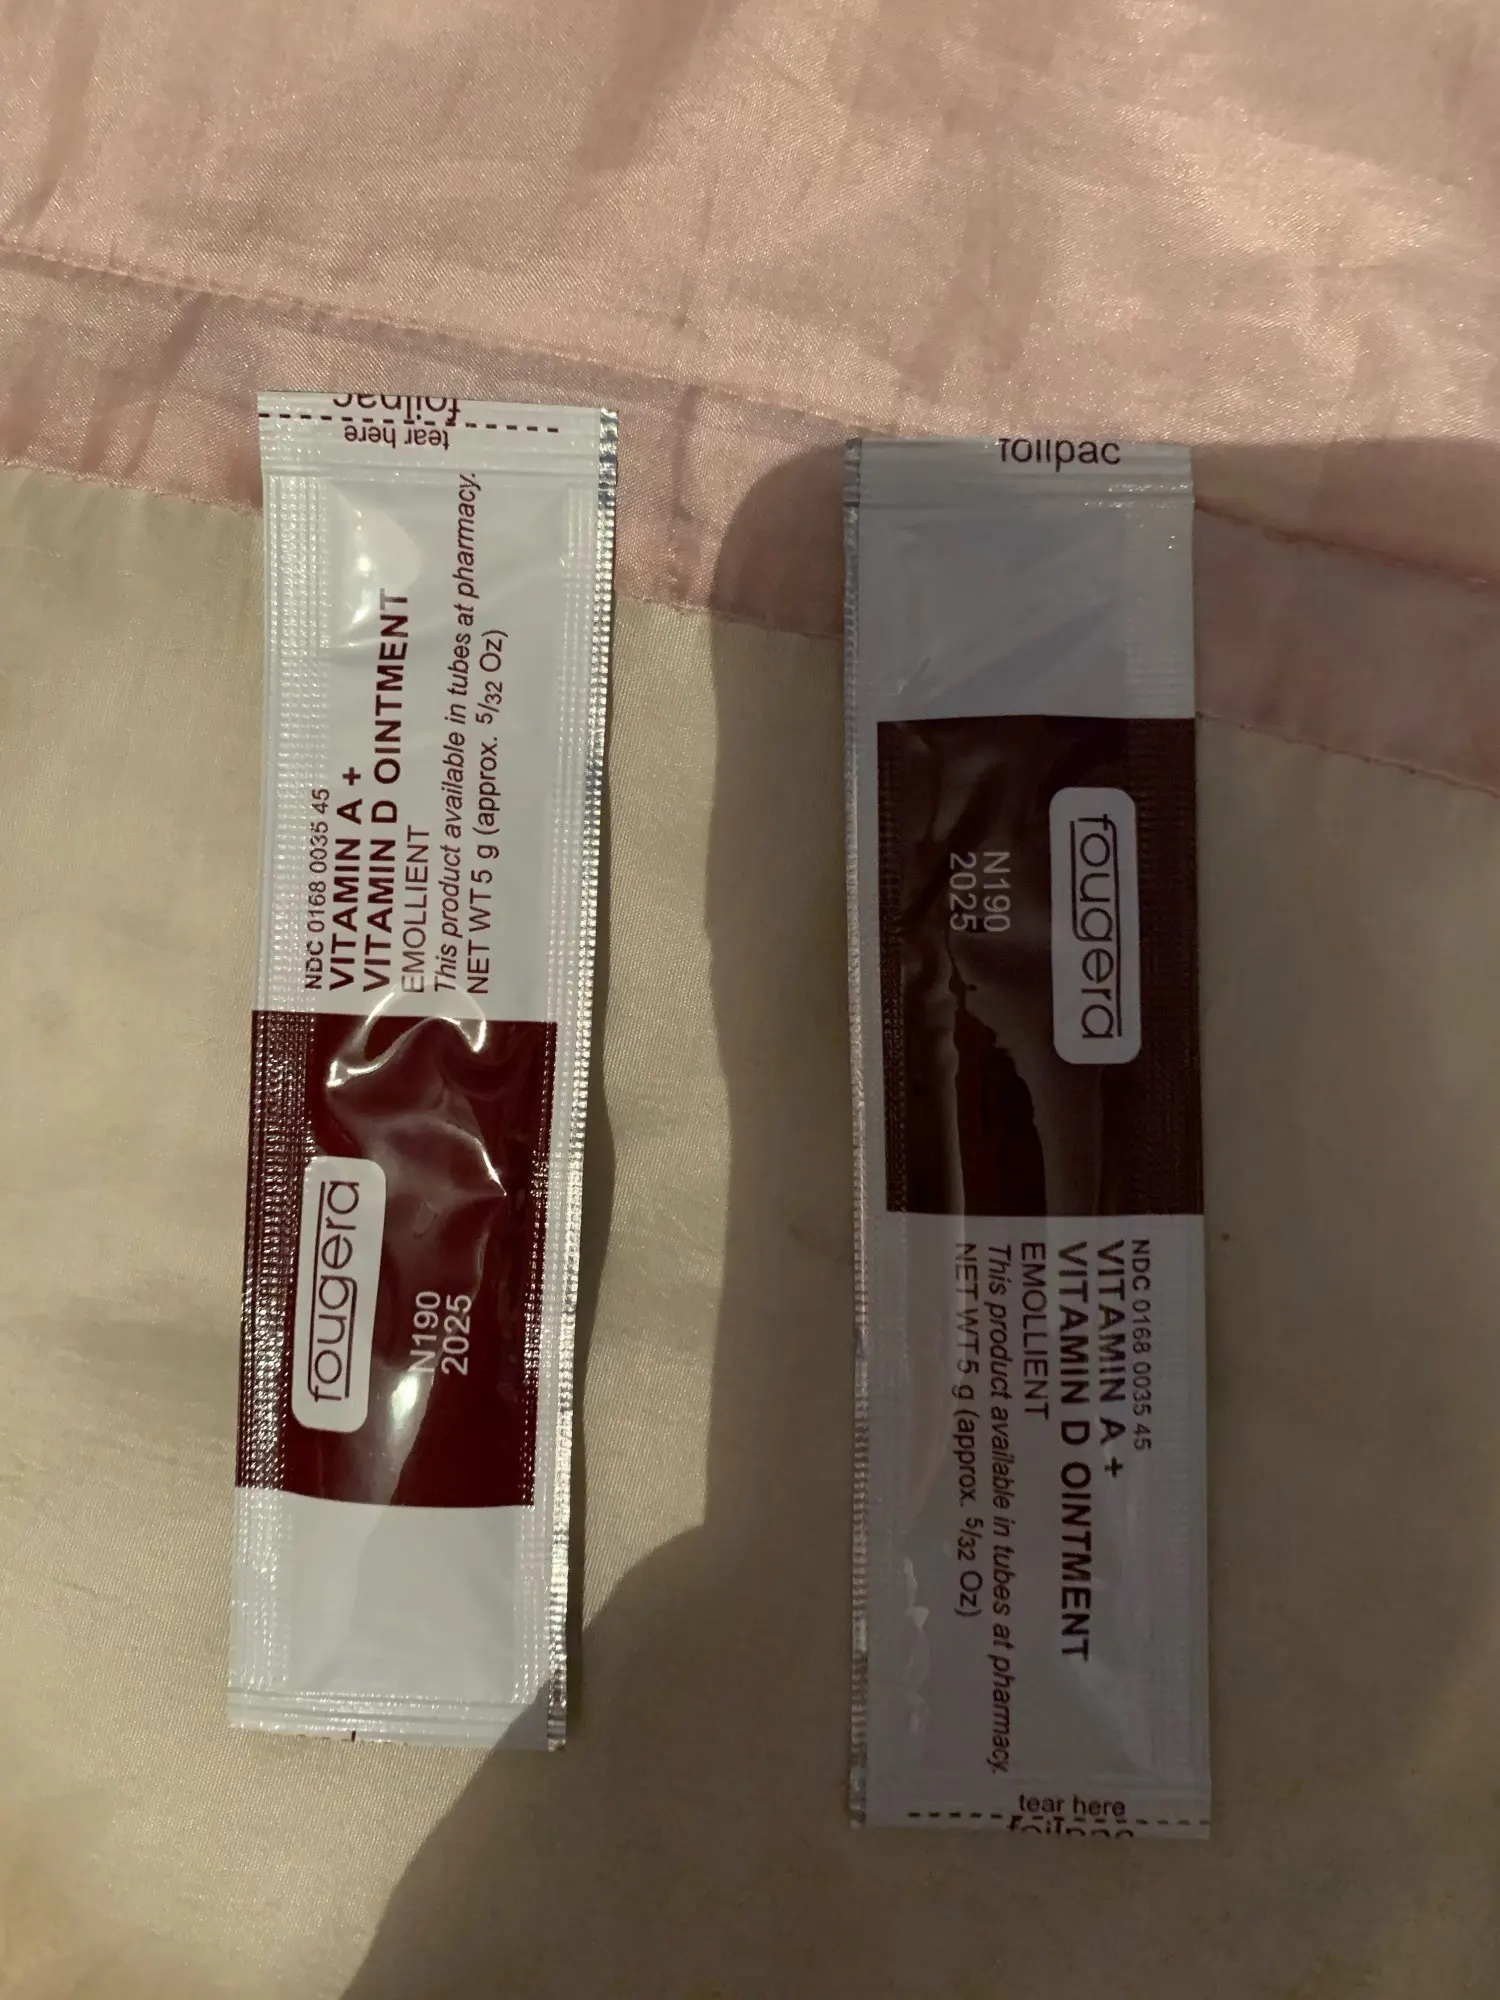 foilpac
tear here
NDC 0168 0035 45
VITAMIN A +
VITAMIN D OINTMENT
EMOLLIENT
This product available in tubes at pharmacy.
NET WT 5 g (approx. 5/32 Oz)
fougera
N190
2025
foilpac
fougera
N190
2025
NDC 0168 0035 45
VITAMIN A +
VITAMIN D OINTMENT
EMOLLIENT
This product available in tubes at pharmacy.
NET WT 5 g (approx. 5/32 Oz)
tear here
foilpac